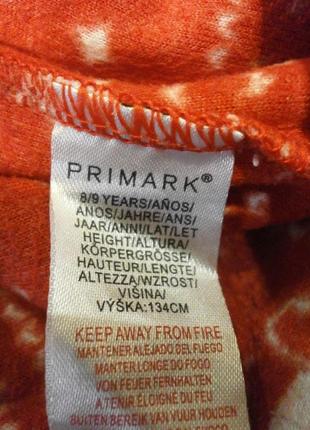 PRIMARK®
8/9 YEARS/AÑOS/
ANOS/JAHRE/ANS/
JAAR/ANNI/LAT/LET
HEIGHT/ALTURA/
KÖRPERGRÖSSE/
HAUTEUR/LENGTE/
ALTEZZA/WZROST/
VIŠINA/
VÝŠKA:134CM
KEEP AWAY FROM FIRE
MANTENER ALEJADO DEL FUEGO
MANTER LONGE DO FOGO
VON FEUER FERNHALTEN
A TENIR ÉLOIGNÉ DU FEU
BUITEN BEREIK VAN VUUR HOUDEN